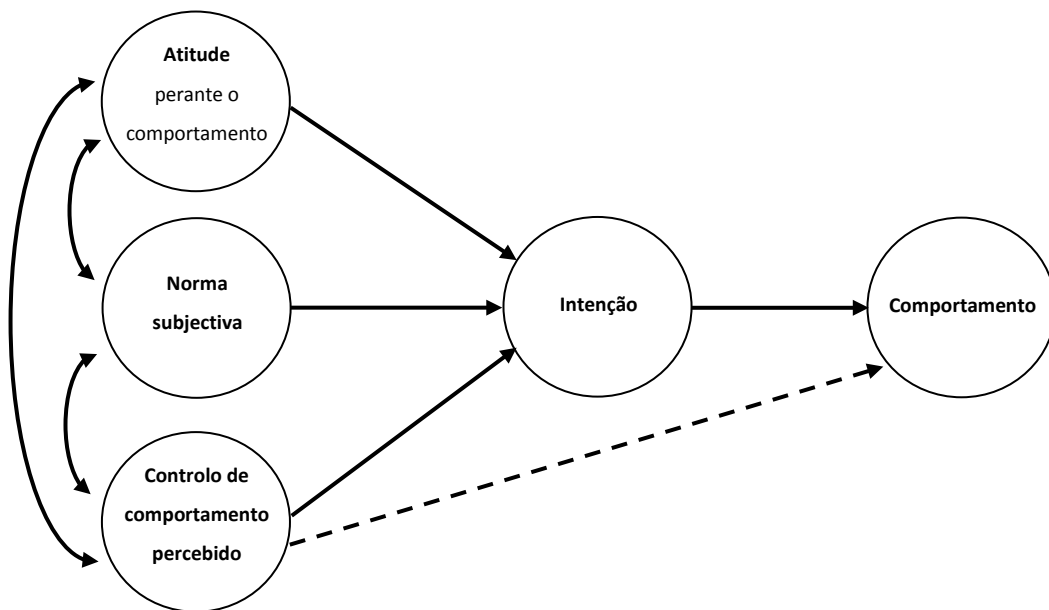 Atitude
perante o
comportamento
Norma
subjectiva
Controlo de
comportamento
percebido
Intenção
Comportamento